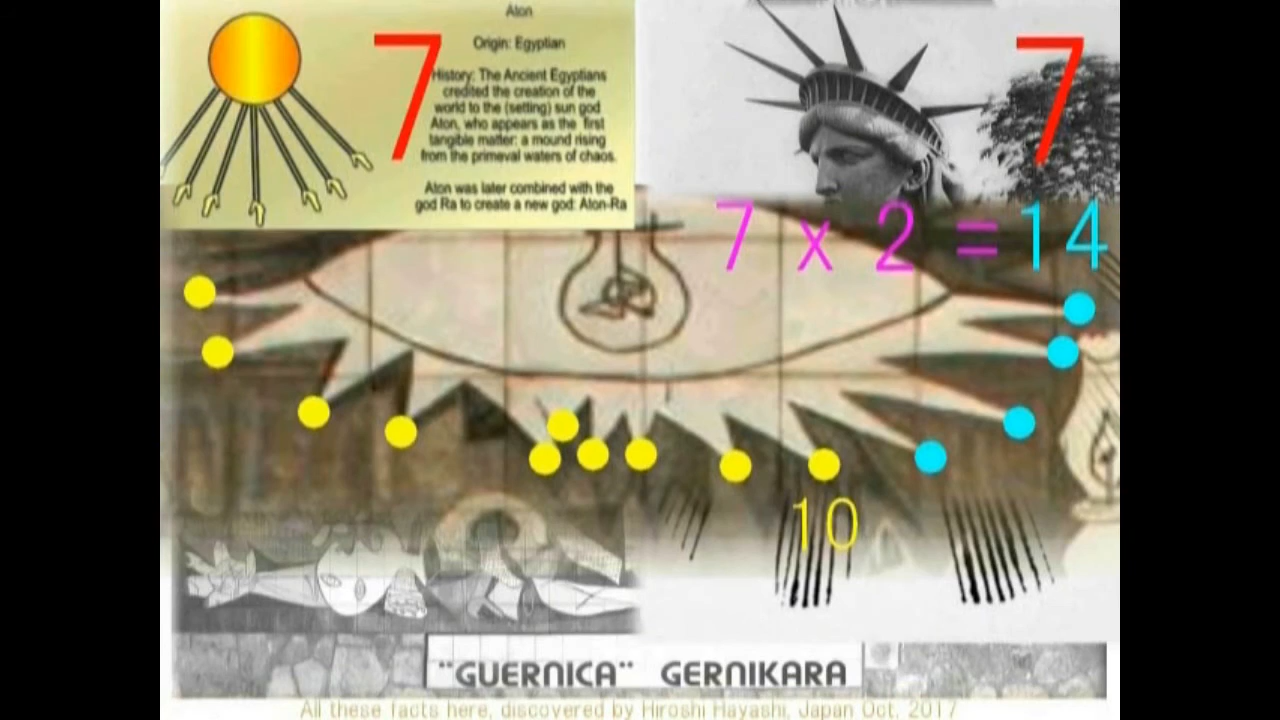 Aton
Origin: Egyptian
History: The Ancient Egyptians
credited the creation of the
world to the (setting) sun god
Aton, who appears as the first
tangible matter: a mound rising
from the primeval waters of chaos.
Aton was later combined with the
god Ra to create a new god: Aton-Ra
7
7
7 x 2 = 14
10
"GUERNICA" GERNIKARA
All these facts here, discovered by Hiroshi Hayashi, Japan Oct. 2017